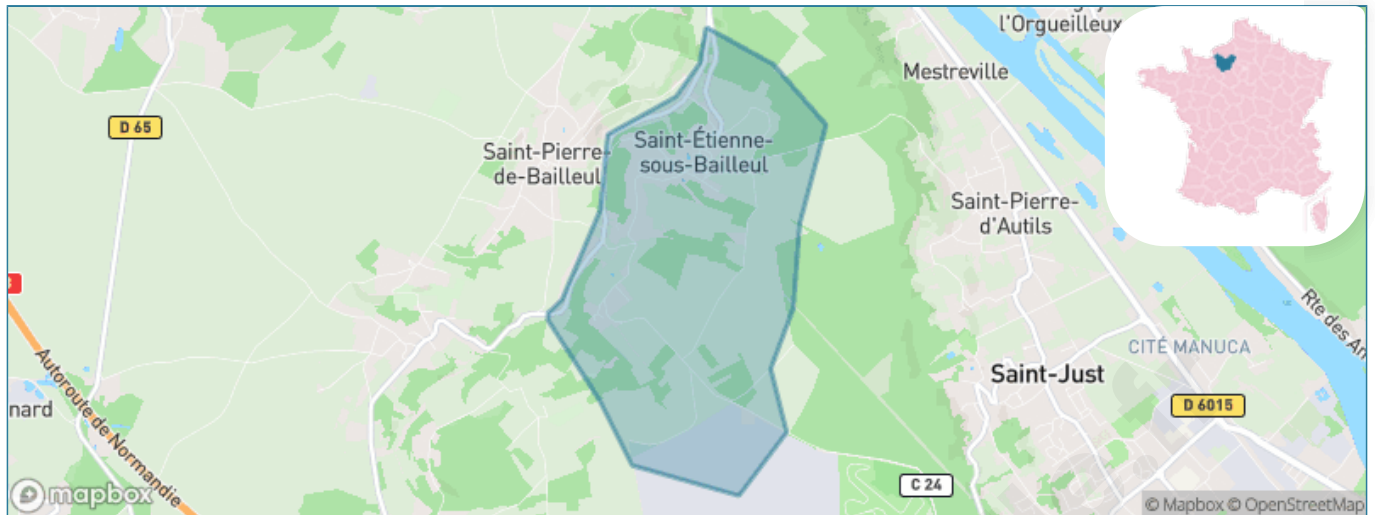 l'Orgueilleux
Mestreville
D 65
Saint-Étienne-
sous-Bailleul
Saint-Pierre-
de-Bailleul
Saint-Pierre-
d'Autils
Rte des An
CITÉ MANUCA
Autoroute de Normandie
Saint-Just
nard
D 6015
C 24
mapbox
© Mapbox © OpenStreetMap